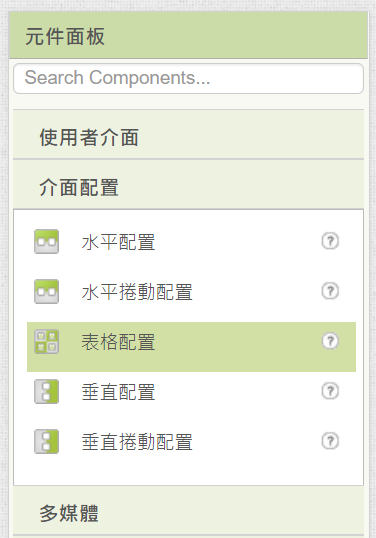 元件面板
Search Components...
使用者介面
介面配置
水平配置
水平捲動配置
表格配置
垂直配置
垂直捲動配置
多媒體